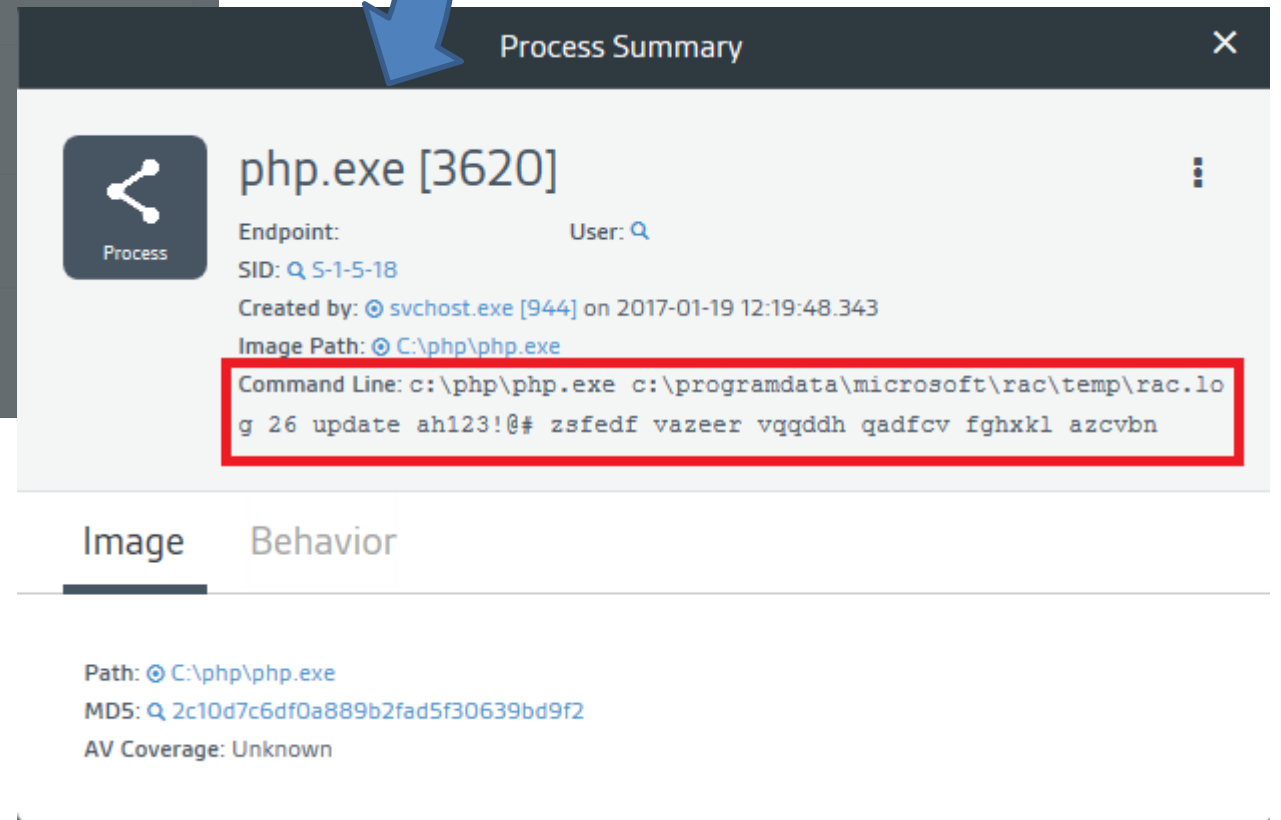 Process Summary
php.exe [3620]
Process
Endpoint: User:
SID: S-1-5-18
Created by: svchost.exe [944] on 2017-01-19 12:19:48.343
Image Path: C:\php\php.exe
Command Line: c:\php\php.exe c:\programdata\microsoft\rac\temp\rac.lo
g 26 update ah123!@# zsfedf vazeer vqqddh qadfcv fghxkl azcvbn
Image Behavior
Path: C:\php\php.exe
MD5: 2c10d7c6df0a889b2fad5f30639bd9f2
AV Coverage: Unknown